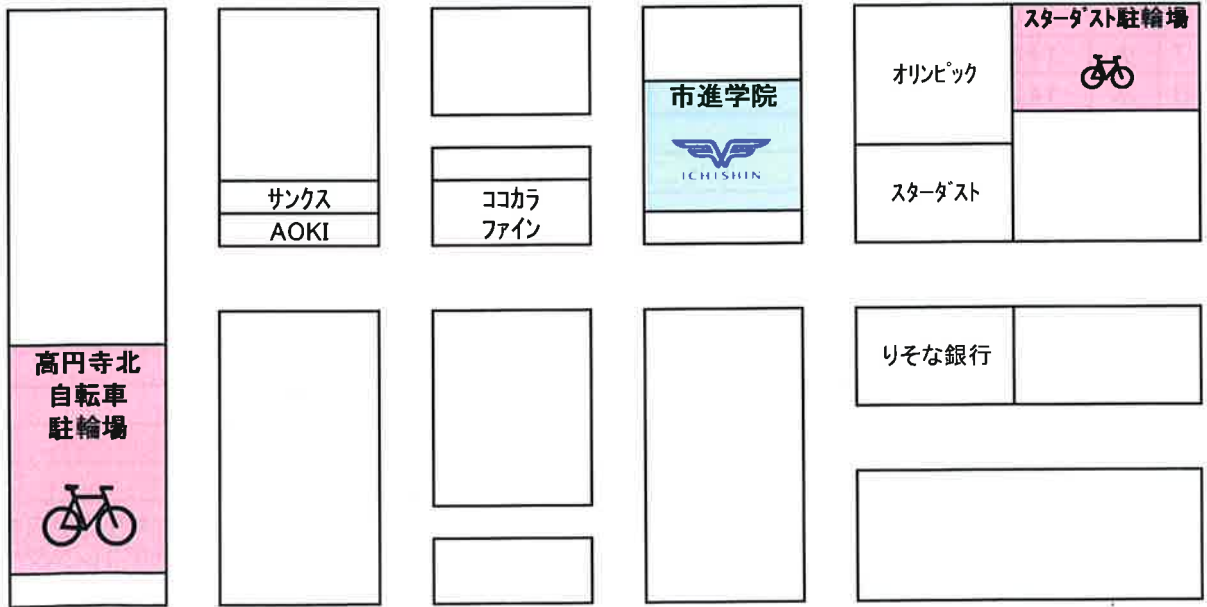 スターダスト駐輪場
オリンピック
市進学院
ICHISHIN
サンクス
AOKI
ココカラ
ファイン
スターダスト
高円寺北
自転車
駐輪場
りそな銀行